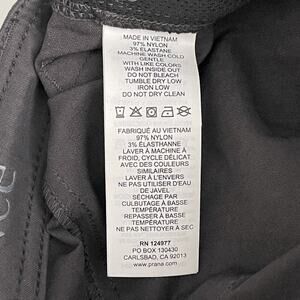 MADE IN VIETNAM
97% NYLON
3% ELASTANE
MACHINE WASH COLD
GENTLE
WITH LIKE COLORS
WASH INSIDE OUT
DO NOT BLEACH
TUMBLE DRY LOW
IRON LOW
DO NOT DRY CLEAN
FABRIQUÉ AU VIETNAM
97% NYLON
3% ÉLASTHANNE
LAVER À MACHINE À
FROID, CYCLE DÉLICAT
AVEC DES COULEURS
SIMILAIRES
LAVER À L'ENVERS
NE PAS UTILISER D'EAU
DE JAVEL
SÉCHAGE PAR
CULBUTAGE À BASSE
TEMPÉRATURE
REPASSER À BASSE
TEMPÉRATURE
NE PAS NETTOYER À SEC
RN 124977
PO BOX 130430
CARLSBAD, CA 92013
www.prana.com